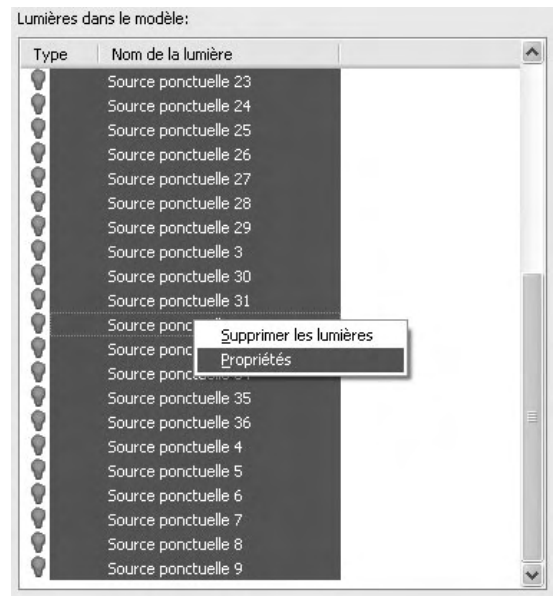 Lumières dans le modèle:
Type Nom de la lumière
Source ponctuelle 23
Source ponctuelle 24
Source ponctuelle 25
Source ponctuelle 26
Source ponctuelle 27
Source ponctuelle 28
Source ponctuelle 29
Source ponctuelle 3
Source ponctuelle 30
Source ponctuelle 31
Source
Supprimer les lumières
Source
Propriétés
Source
Source ponctuelle 35
Source ponctuelle 36
Source ponctuelle 4
Source ponctuelle 5
Source ponctuelle 6
Source ponctuelle 7
Source ponctuelle 8
Source ponctuelle 9